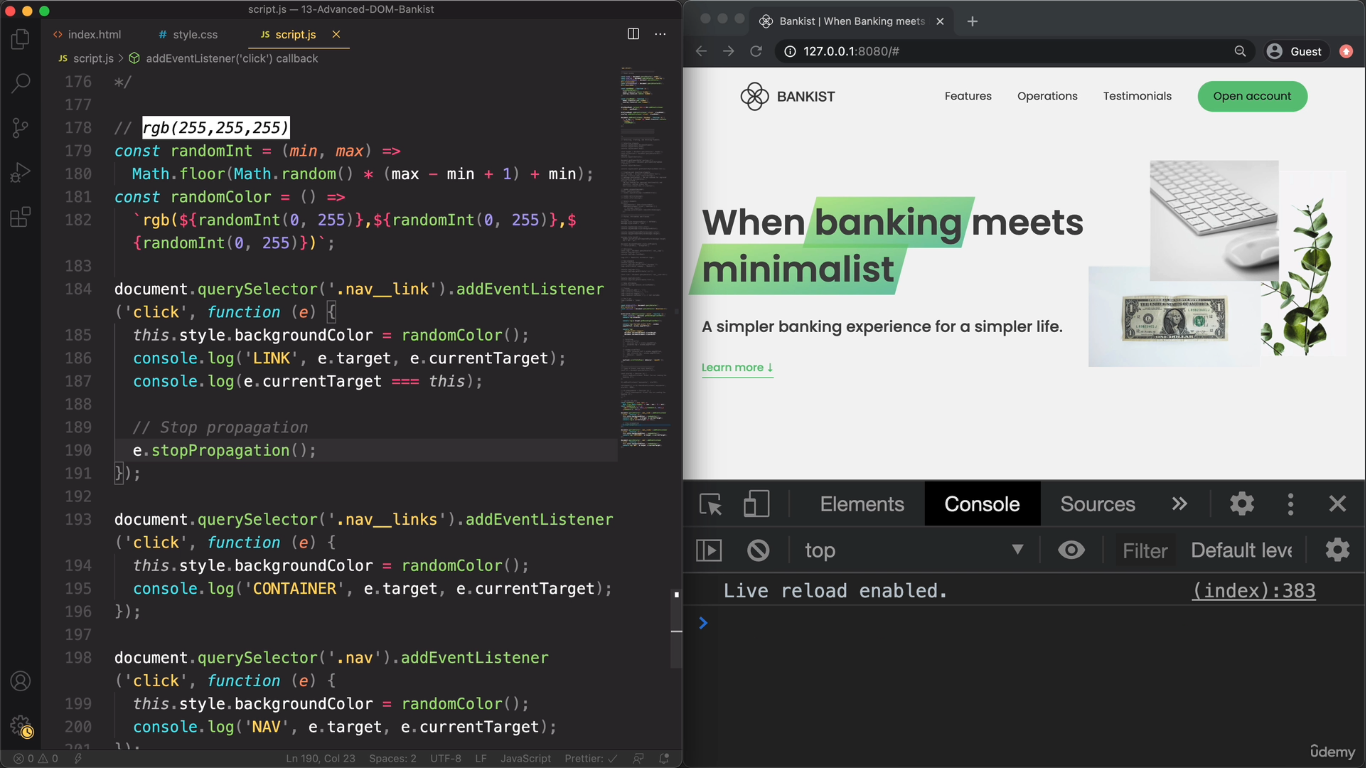 script.js — 13-Advanced-DOM-Bankist
index.html
style.css
JS script.js
JS script.js > addEventListener('click') callback
176 */
177
178 // rgb(255,255,255)
179 const randomInt = (min, max) =>
180 Math.floor(Math.random() * (max - min + 1) + min);
181 const randomColor = () =>
182 `rgb(${randomInt(0, 255)},${randomInt(0, 255)},$
{randomInt(0, 255)})`;
183
184 document.querySelector('.nav__link').addEventListener
('click', function (e) {
185 this.style.backgroundColor = randomColor();
186 console.log('LINK', e.target, e.currentTarget);
187 console.log(e.currentTarget === this);
188
189 // Stop propagation
190 e.stopPropagation();
191 });
192
193 document.querySelector('.nav__links').addEventListener
('click', function (e) {
194 this.style.backgroundColor = randomColor();
195 console.log('CONTAINER', e.target, e.currentTarget);
196 });
197
198 document.querySelector('.nav').addEventListener
('click', function (e) {
199 this.style.backgroundColor = randomColor();
200 console.log('NAV', e.target, e.currentTarget);
201 });
0 0
Ln 190, Col 23 Spaces: 2 UTF-8 LF JavaScript Prettier: ✓
Bankist | When Banking meets
127.0.0.1:8080/#
Guest
BANKIST
Features Operations Testimonials Open account
When banking meets
minimalist
A simpler banking experience for a simpler life.
Learn more ↓
Elements Console Sources »
top Filter Default leve
Live reload enabled. (index):383
>
ûdemy